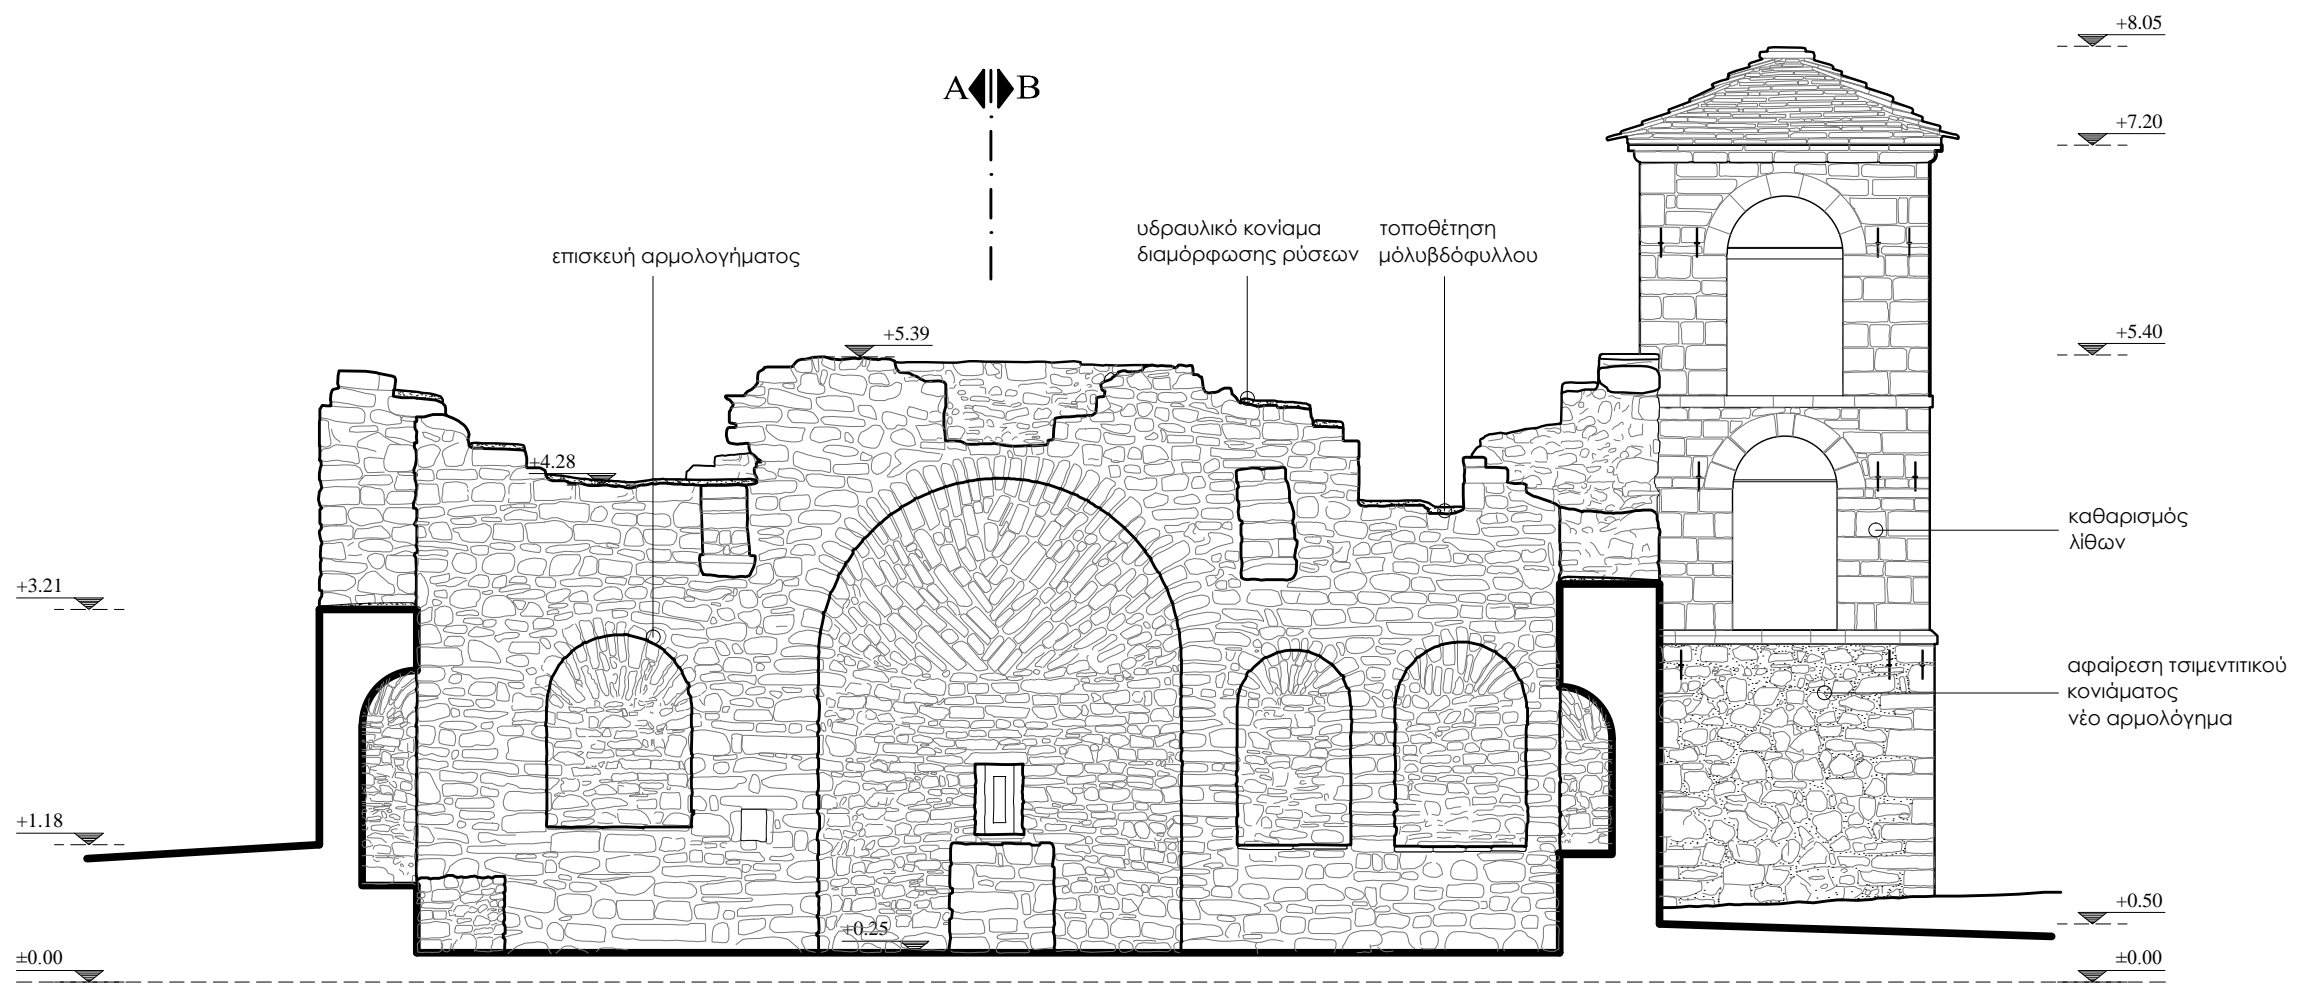 +8.05
A B
+7.20
υδραυλικό κονίαμα
διαμόρφωσης ρύσεων
τοποθέτηση
μόλυβδόφυλλου
επισκευή αρμολογήματος
+5.39
+5.40
+4.28
καθαρισμός
λίθων
+3.21
αφαίρεση τσιμεντιτικού
κονιάματος
νέο αρμολόγημα
+1.18
+0.50
+0.25
±0.00
±0.00